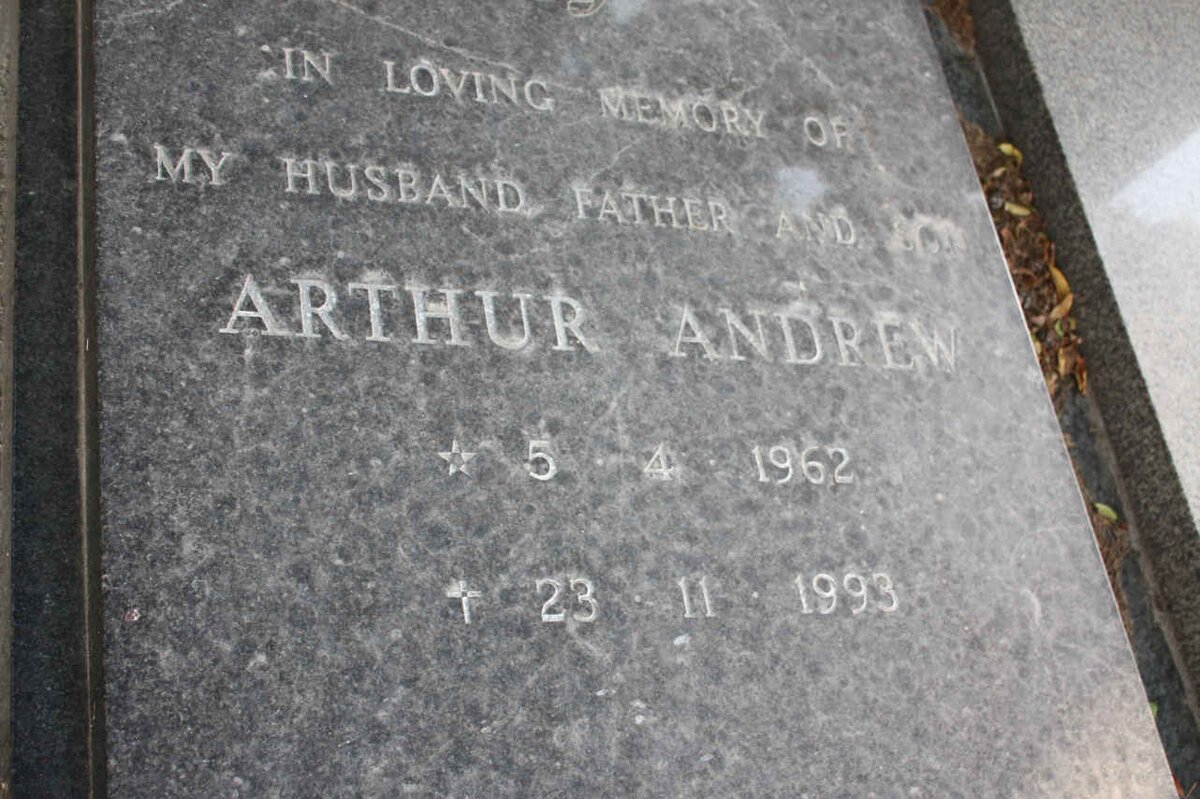 IN LOVING MEMORY OF
MY HUSBAND, FATHER AND SON
ARTHUR ANDREW
☆ 5 · 4 · 1962
✝ 23 · 11 · 1993